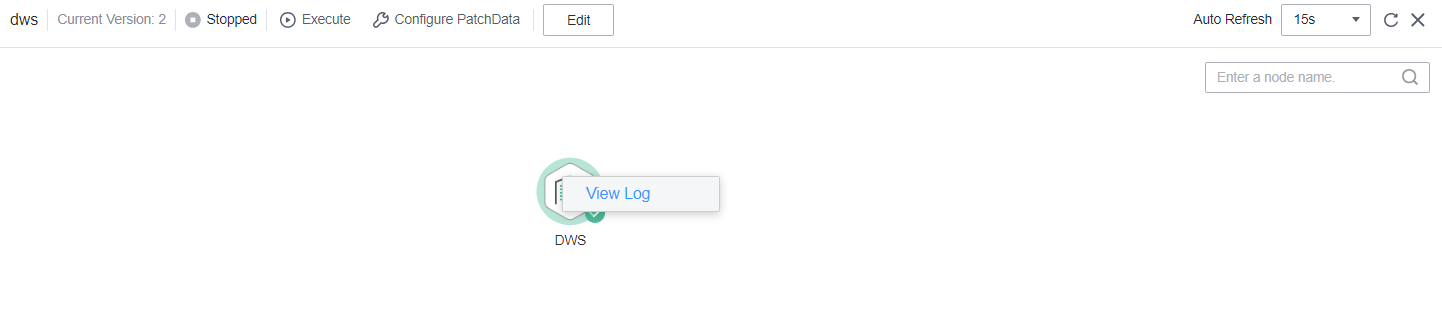 dws Current Version: 2 Stopped Execute Configure PatchData Edit Auto Refresh 15s
Enter a node name.
View Log
DWS